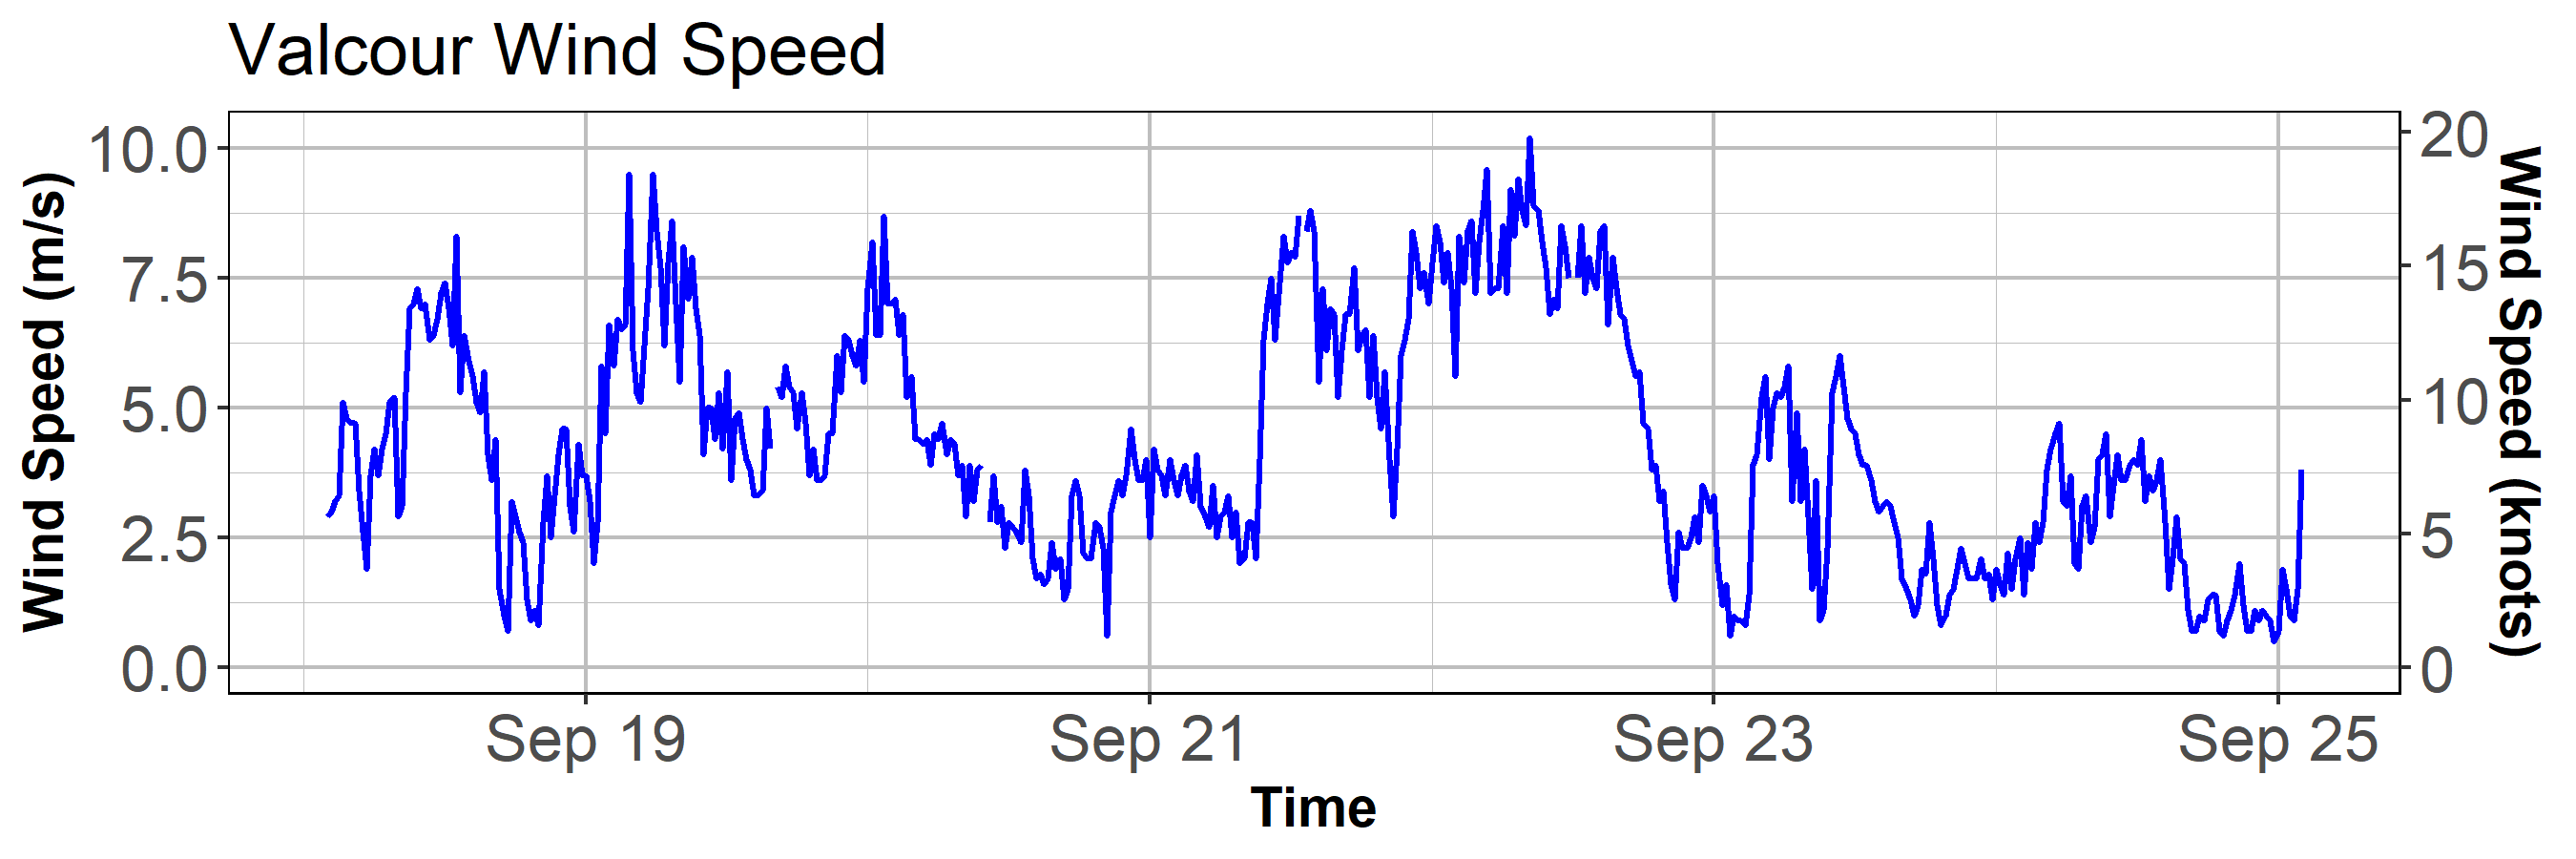 Valcour Wind Speed
Wind Speed (m/s)
10.0
7.5
5.0
2.5
0.0
20
15
10
5
0
Wind Speed (knots)
Sep 19
Sep 21
Sep 23
Sep 25
Time